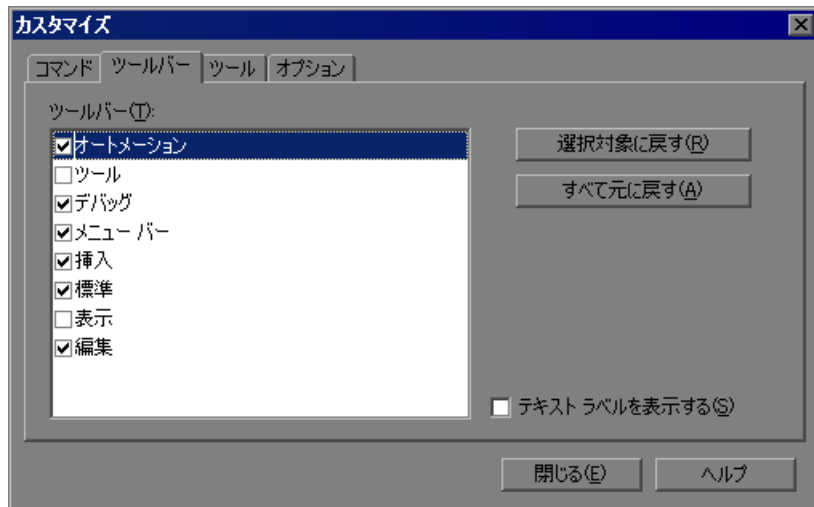 カスタマイズ
コマンド ツールバー ツール オプション
ツールバー(T):
オートメーション
ツール
デバッグ
メニュー バー
挿入
標準
表示
編集
選択対象に戻す(R)
すべて元に戻す(A)
テキスト ラベルを表示する(S)
閉じる(E) ヘルプ